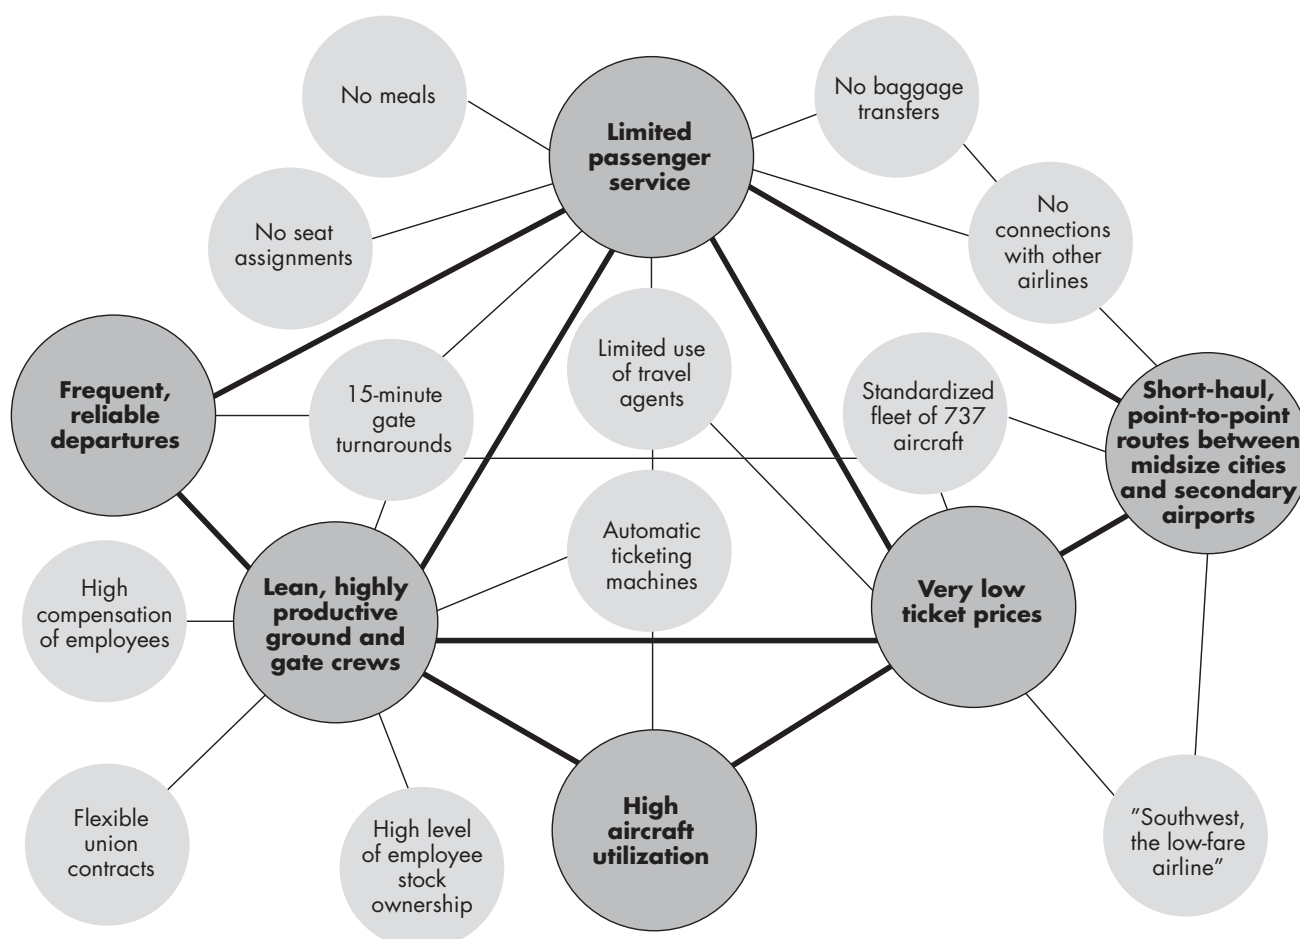 No meals
Limited
passenger
service
No baggage
transfers
No seat
assignments
No
connections
with other
airlines
Frequent,
reliable
departures
15-minute
gate
turnarounds
Limited use
of travel
agents
Standardized
fleet of 737
aircraft
Short-haul,
point-to-point
routes between
midsize cities
and secondary
airports
High
compensation
of employees
Lean, highly
productive
ground and
gate crews
Automatic
ticketing
machines
Very low
ticket prices
Flexible
union
contracts
High level
of employee
stock
ownership
High
aircraft
utilization
"Southwest,
the low-fare
airline"